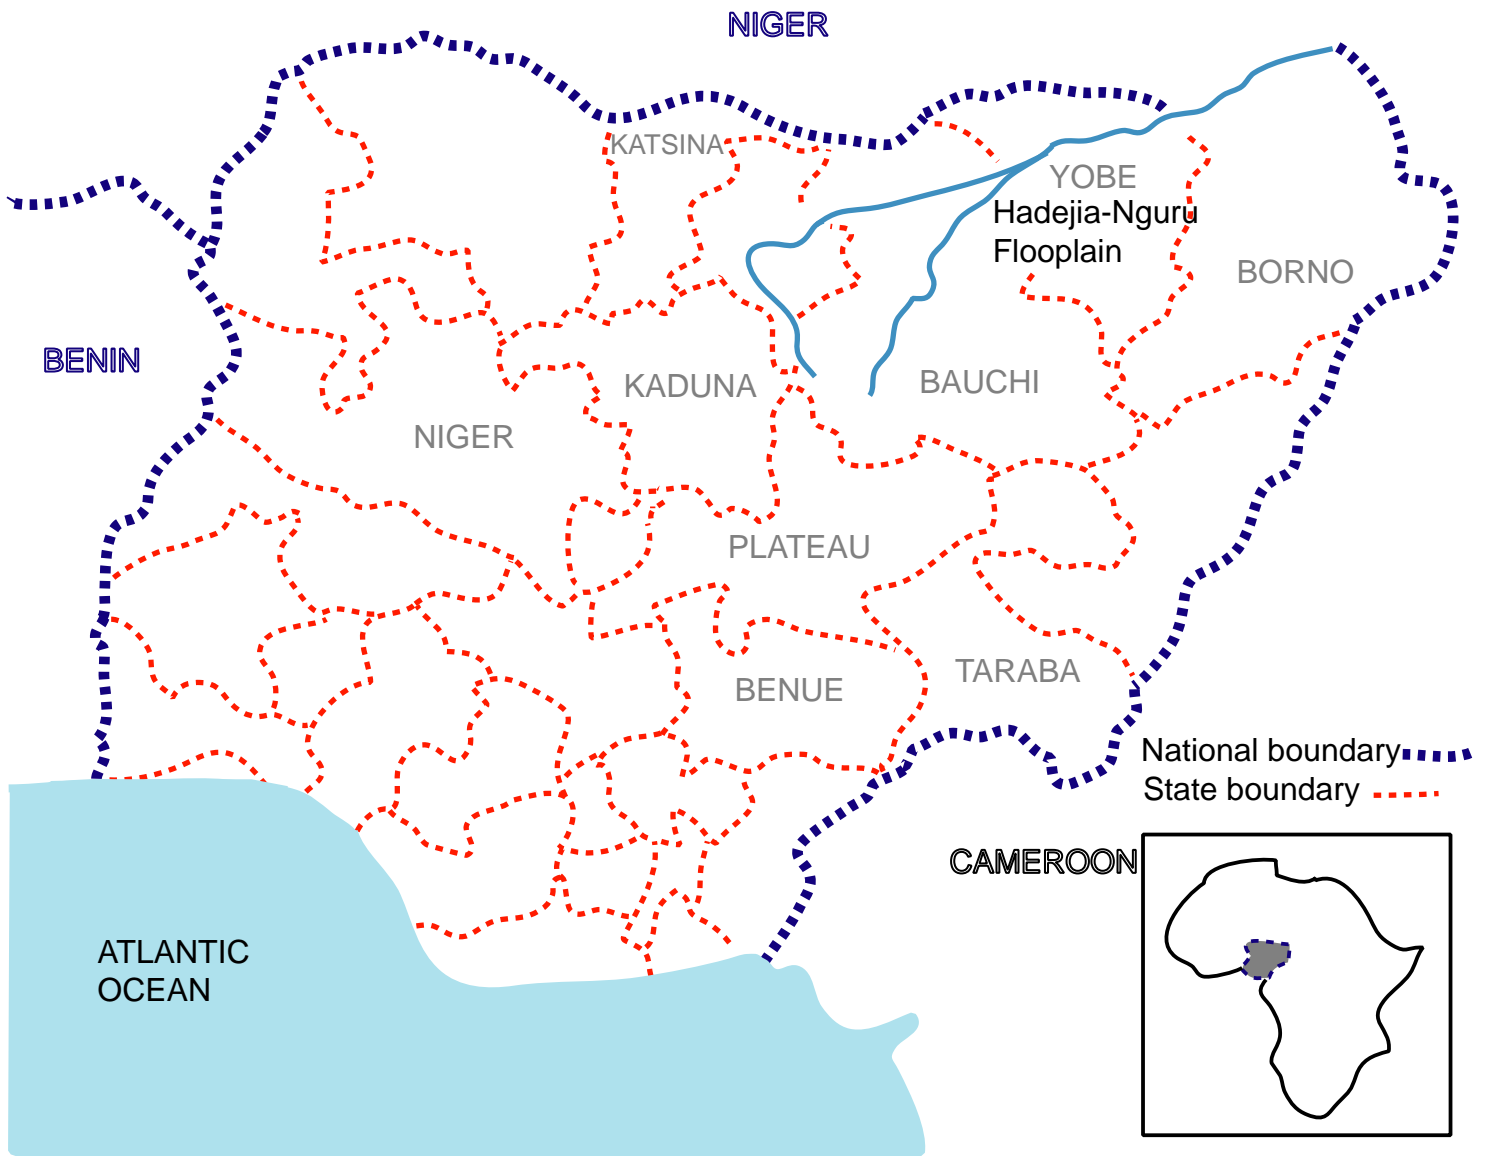 NIGER
KATSINA
YOBE
Hadejia-Nguru
Flooplain
BORNO
BENIN
KADUNA
BAUCHI
NIGER
PLATEAU
TARABA
BENUE
National boundary
State boundary
CAMEROON
ATLANTIC
OCEAN